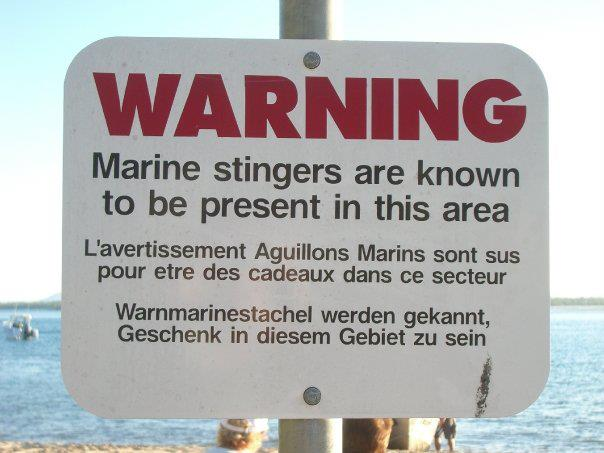 WARNING
Marine stingers are known
to be present in this area
L'avertissement Aguillons Marins sont sus
pour etre des cadeaux dans ce secteur
Warnmarinestachel werden gekannt,
Geschenk in diesem Gebiet zu sein